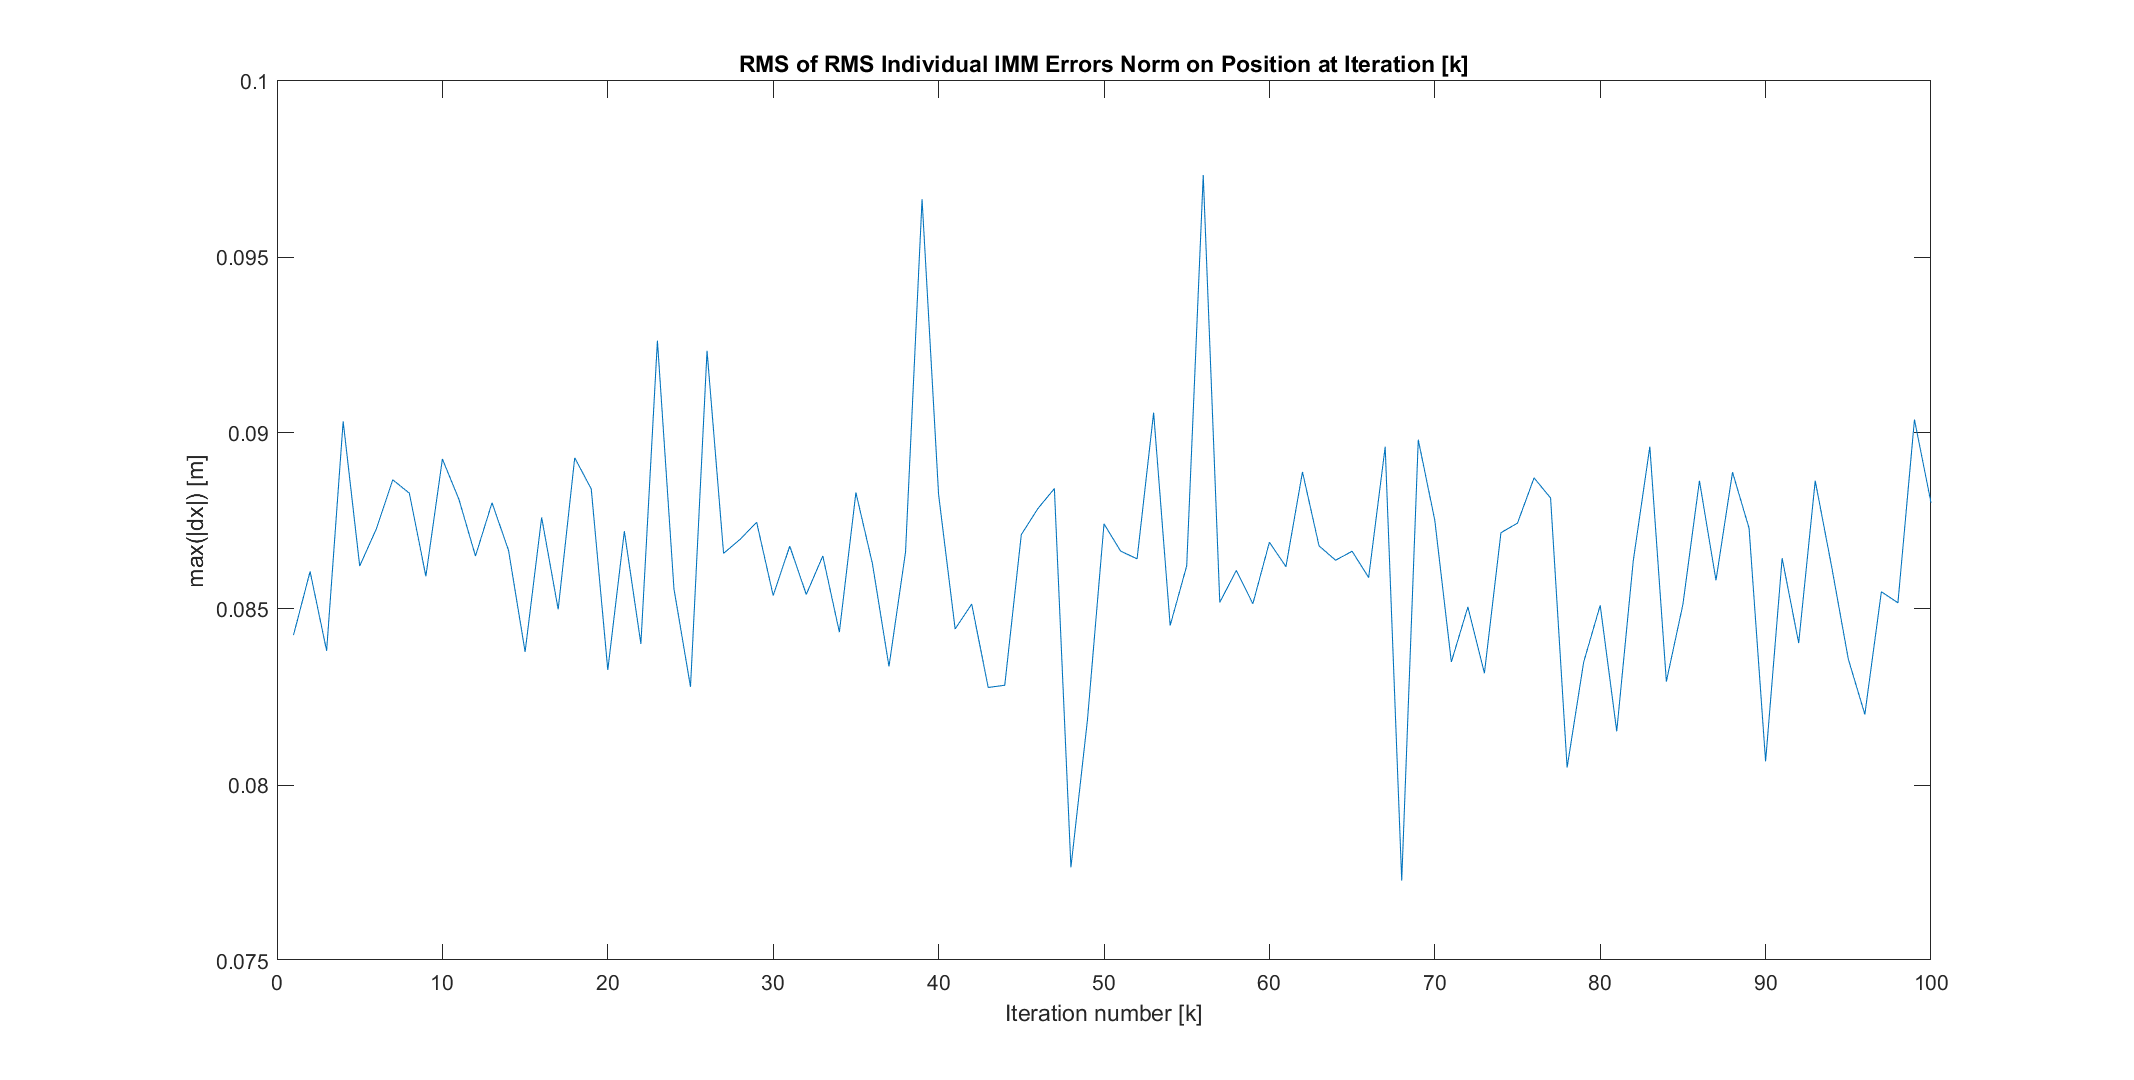 RMS of RMS Individual IMM Errors Norm on Position at Iteration [k]
0.1
0.095
0.09
0.085
0.08
0.075
max(|dx|) [m]
0 10 20 30 40 50 60 70 80 90 100
Iteration number [k]